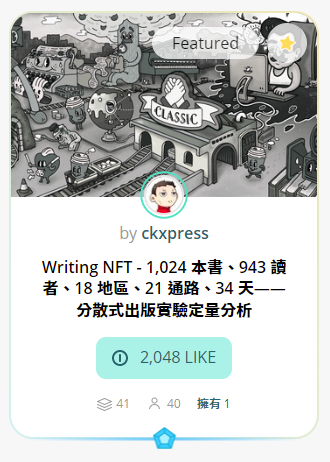 Featured
CLASSIC
by ckxpress
Writing NFT - 1,024 本書、943 讀
者、18 地區、21 通路、34 天——
分散式出版實驗定量分析
2,048 LIKE
41 40 擁有 1